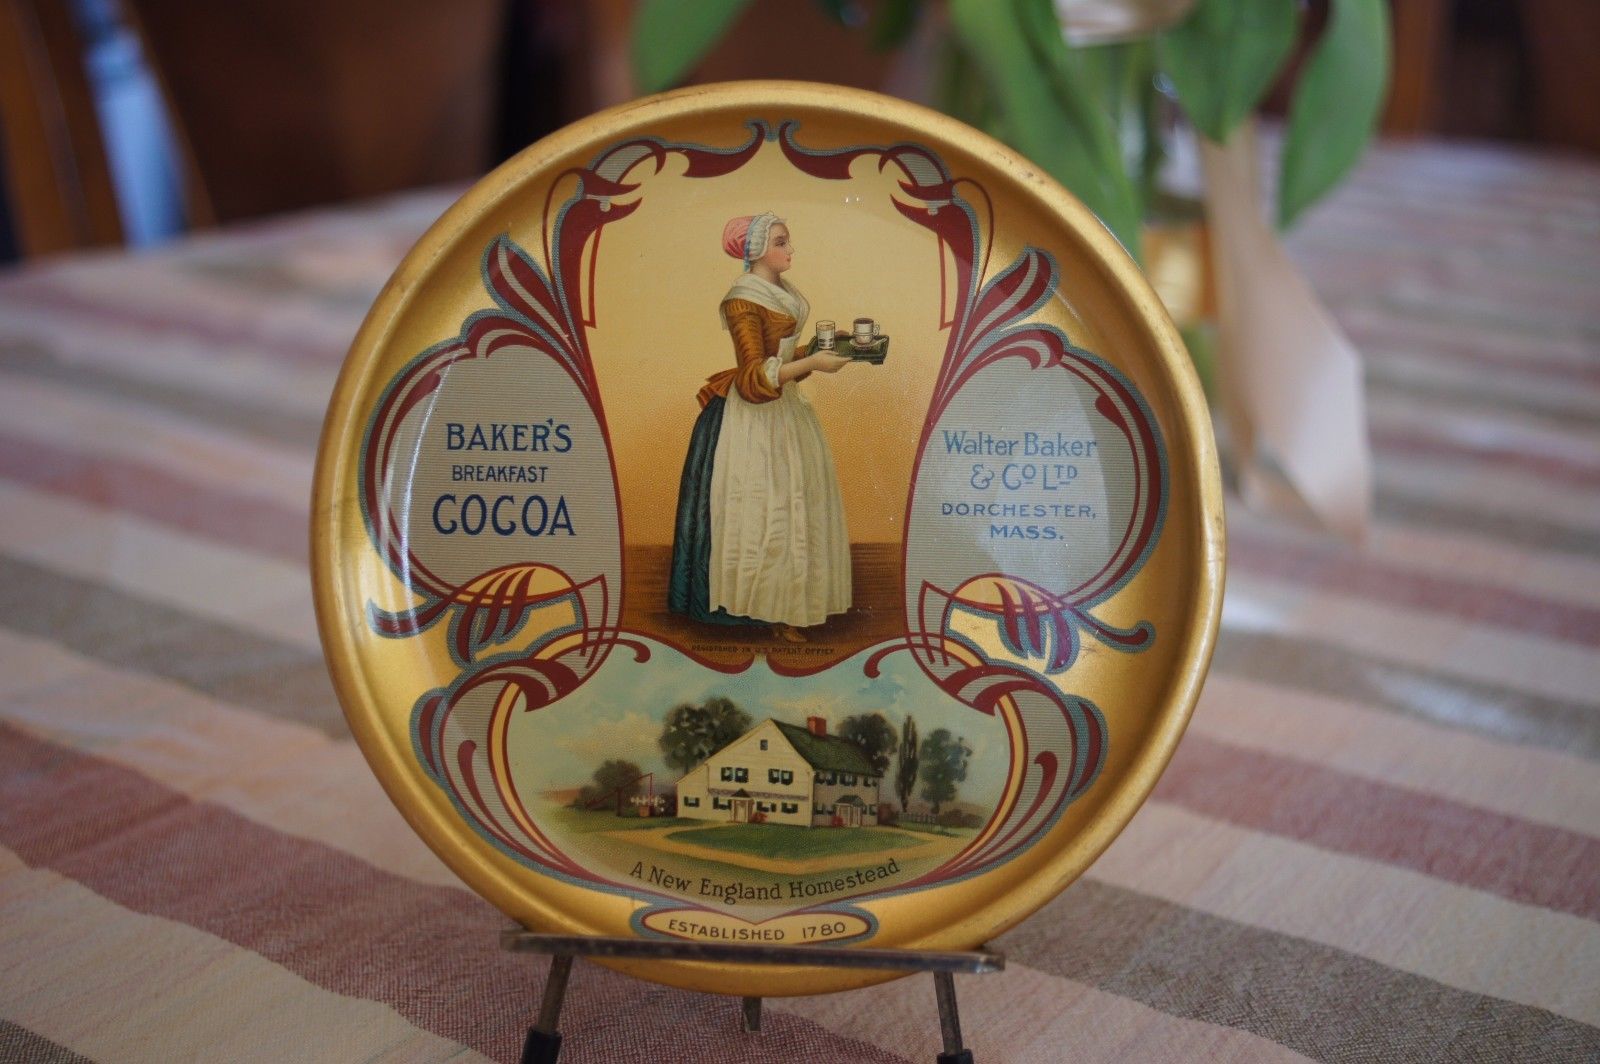 BAKER'S
BREAKFAST
COCOA
Walter Baker
& Co LTD
DORCHESTER,
MASS.
REGISTERED IN U.S. PATENT OFFICE
A New England Homestead
ESTABLISHED 1780